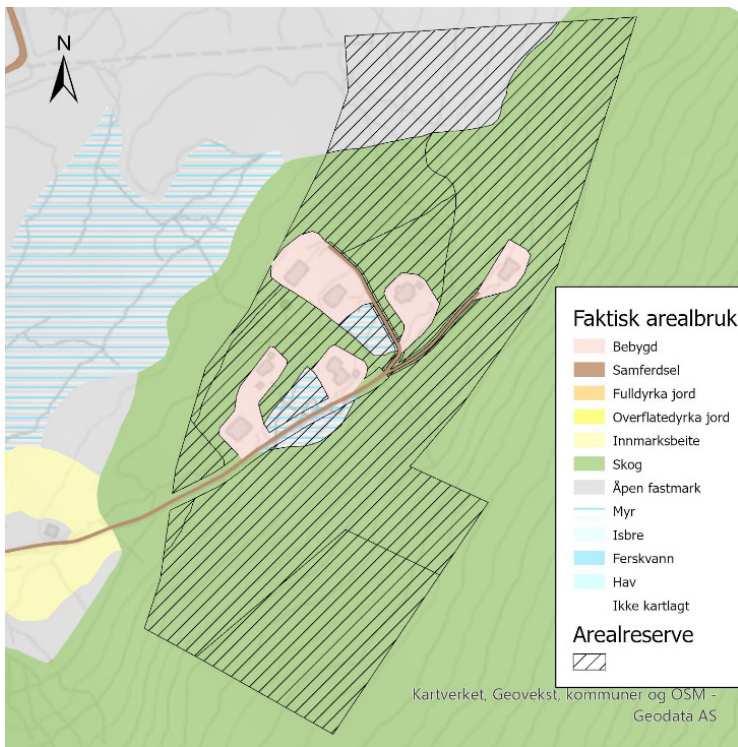 N
Faktisk arealbruk
Bebygd
Samferdsel
Fulldyrka jord
Overflatedyrka jord
Innmarksbeite
Skog
Åpen fastmark
Myr
Isbre
Ferskvann
Hav
Ikke kartlagt
Arealreserve
Kartverket, Geovekst, kommuner og OSM -
Geodata AS